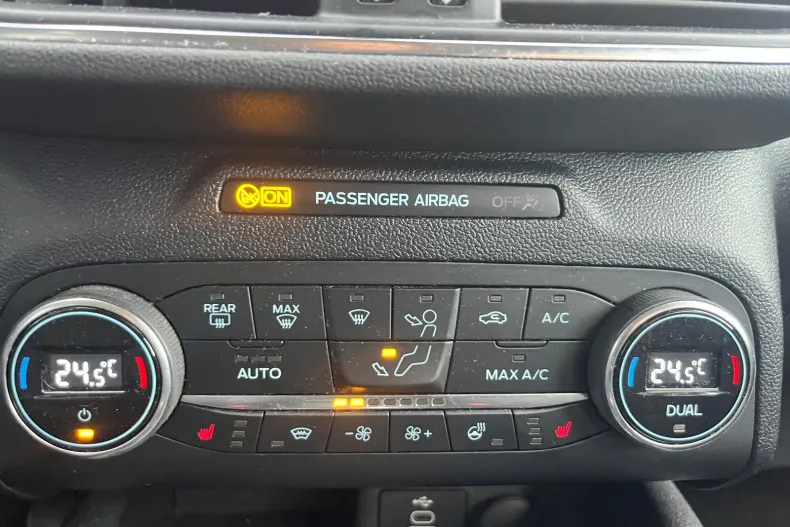 ON PASSENGER AIRBAG OFF
REAR MAX A/C
24.5°C AUTO MAX A/C 24.5°C
DUAL
- +